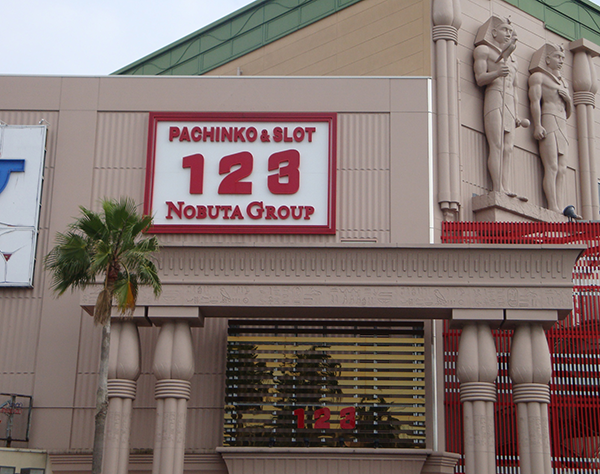 PACHINKO & SLOT
123
NOBUTA GROUP
123